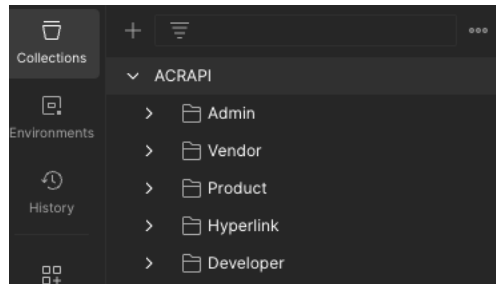 Collections
Environments
History
ACRAPI
Admin
Vendor
Product
Hyperlink
Developer